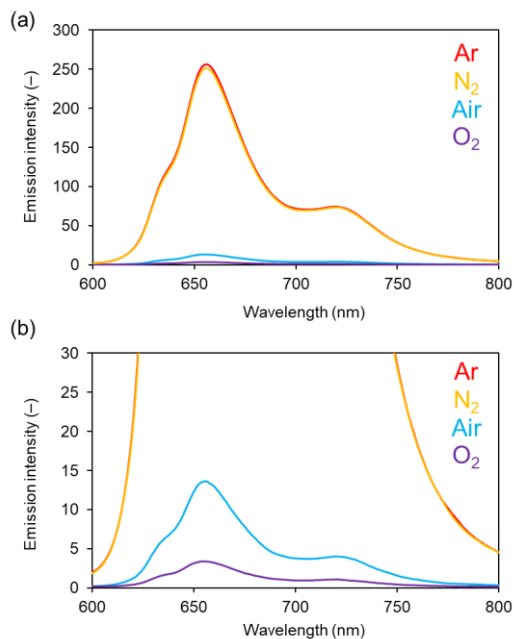 (a)
300
250
200
150
100
50
0
Emission intensity (–)
Ar
N₂
Air
O₂
600 650 700 750 800
Wavelength (nm)
(b)
30
25
20
15
10
5
0
Emission intensity (–)
Ar
N₂
Air
O₂
600 650 700 750 800
Wavelength (nm)